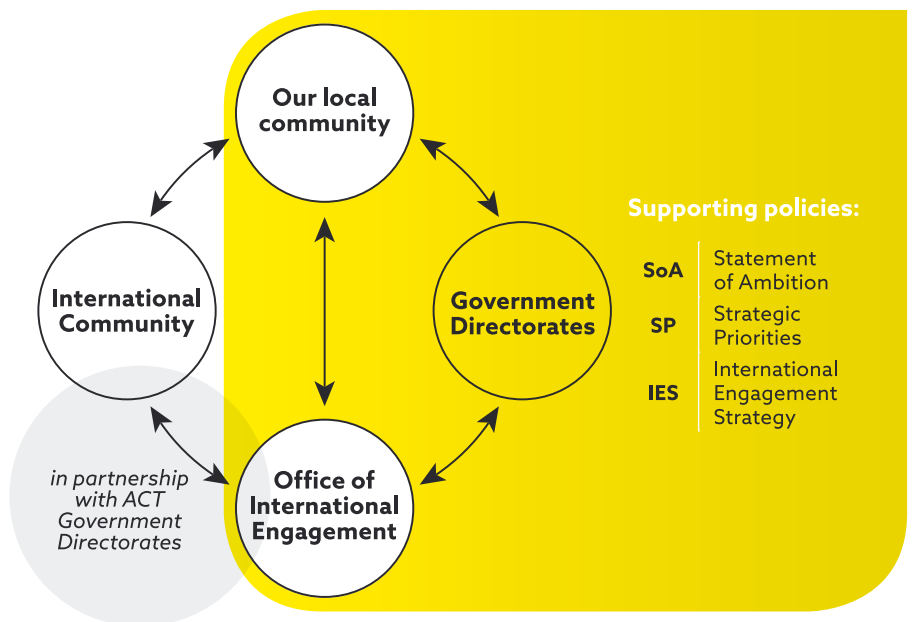 Our local
community
International
Community
Government
Directorates
in partnership
with ACT
Government
Directorates
Office of
International
Engagement
Supporting policies:
SoA
Statement
of Ambition
SP
Strategic
Priorities
IES
International
Engagement
Strategy